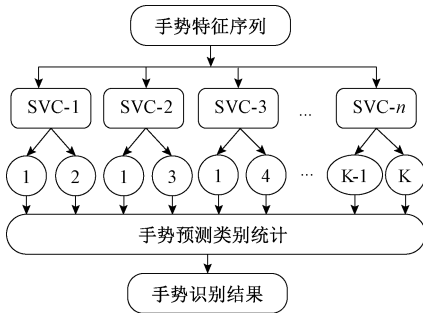 手势特征序列
SVC-1 SVC-2 SVC-3 ... SVC-n
1 2 1 3 1 4 ... K-1 K
手势预测类别统计
手势识别结果